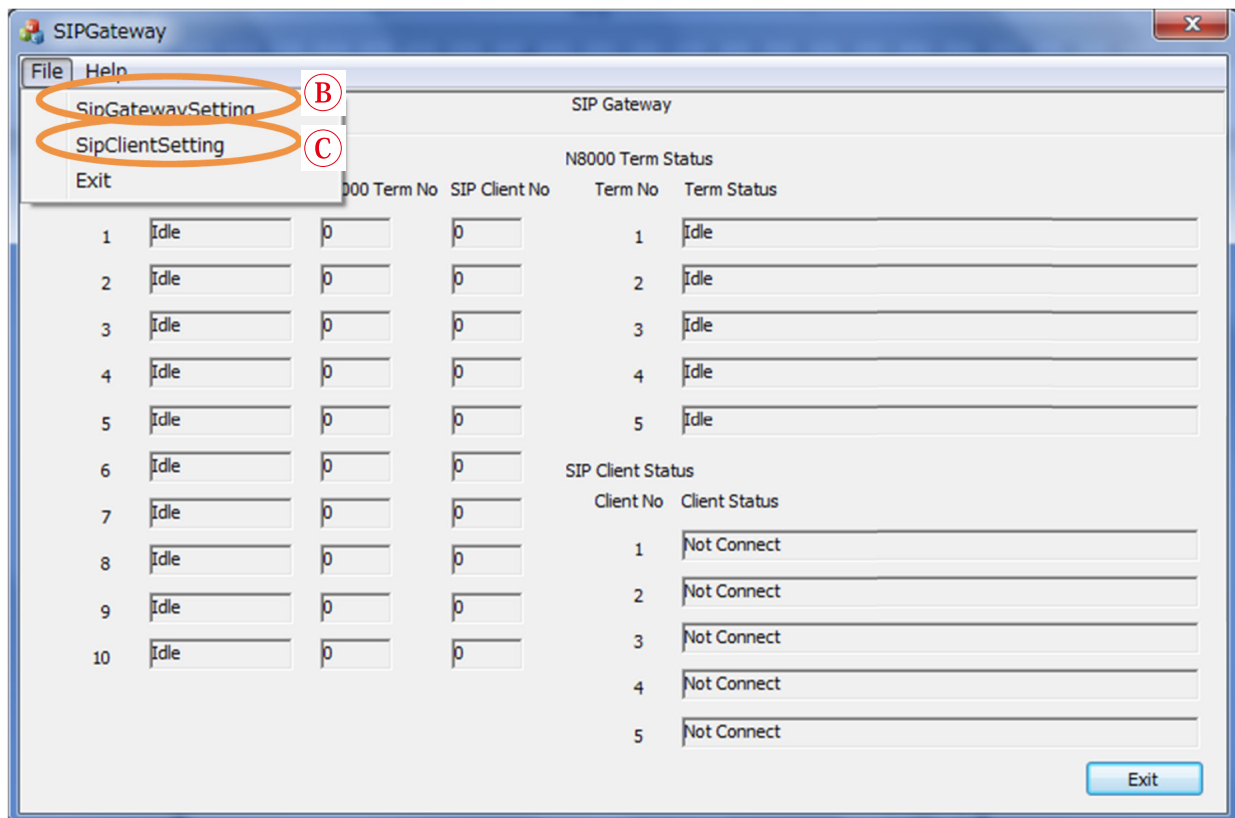 SIPGateway
X
File Help
SipGatewaySetting
Ⓑ
SipClientSetting
Ⓒ
Exit
SIP Gateway
000 Term No SIP Client No
1 Idle 0 0
2 Idle 0 0
3 Idle 0 0
4 Idle 0 0
5 Idle 0 0
6 Idle 0 0
7 Idle 0 0
8 Idle 0 0
9 Idle 0 0
10 Idle 0 0
N8000 Term Status
Term No Term Status
1 Idle
2 Idle
3 Idle
4 Idle
5 Idle
SIP Client Status
Client No Client Status
1 Not Connect
2 Not Connect
3 Not Connect
4 Not Connect
5 Not Connect
Exit